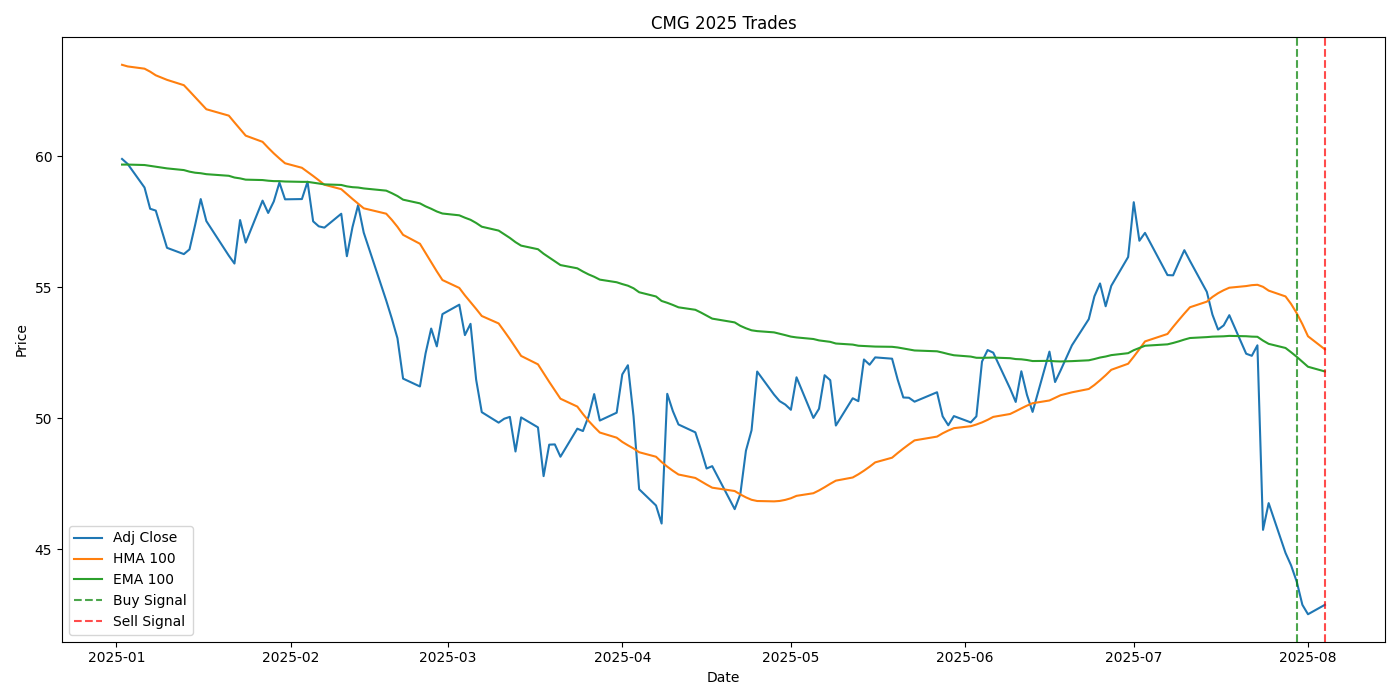 CMG 2025 Trades
Price
60
55
50
45
Adj Close
HMA 100
EMA 100
Buy Signal
Sell Signal
2025-01 2025-02 2025-03 2025-04 2025-05 2025-06 2025-07 2025-08
Date